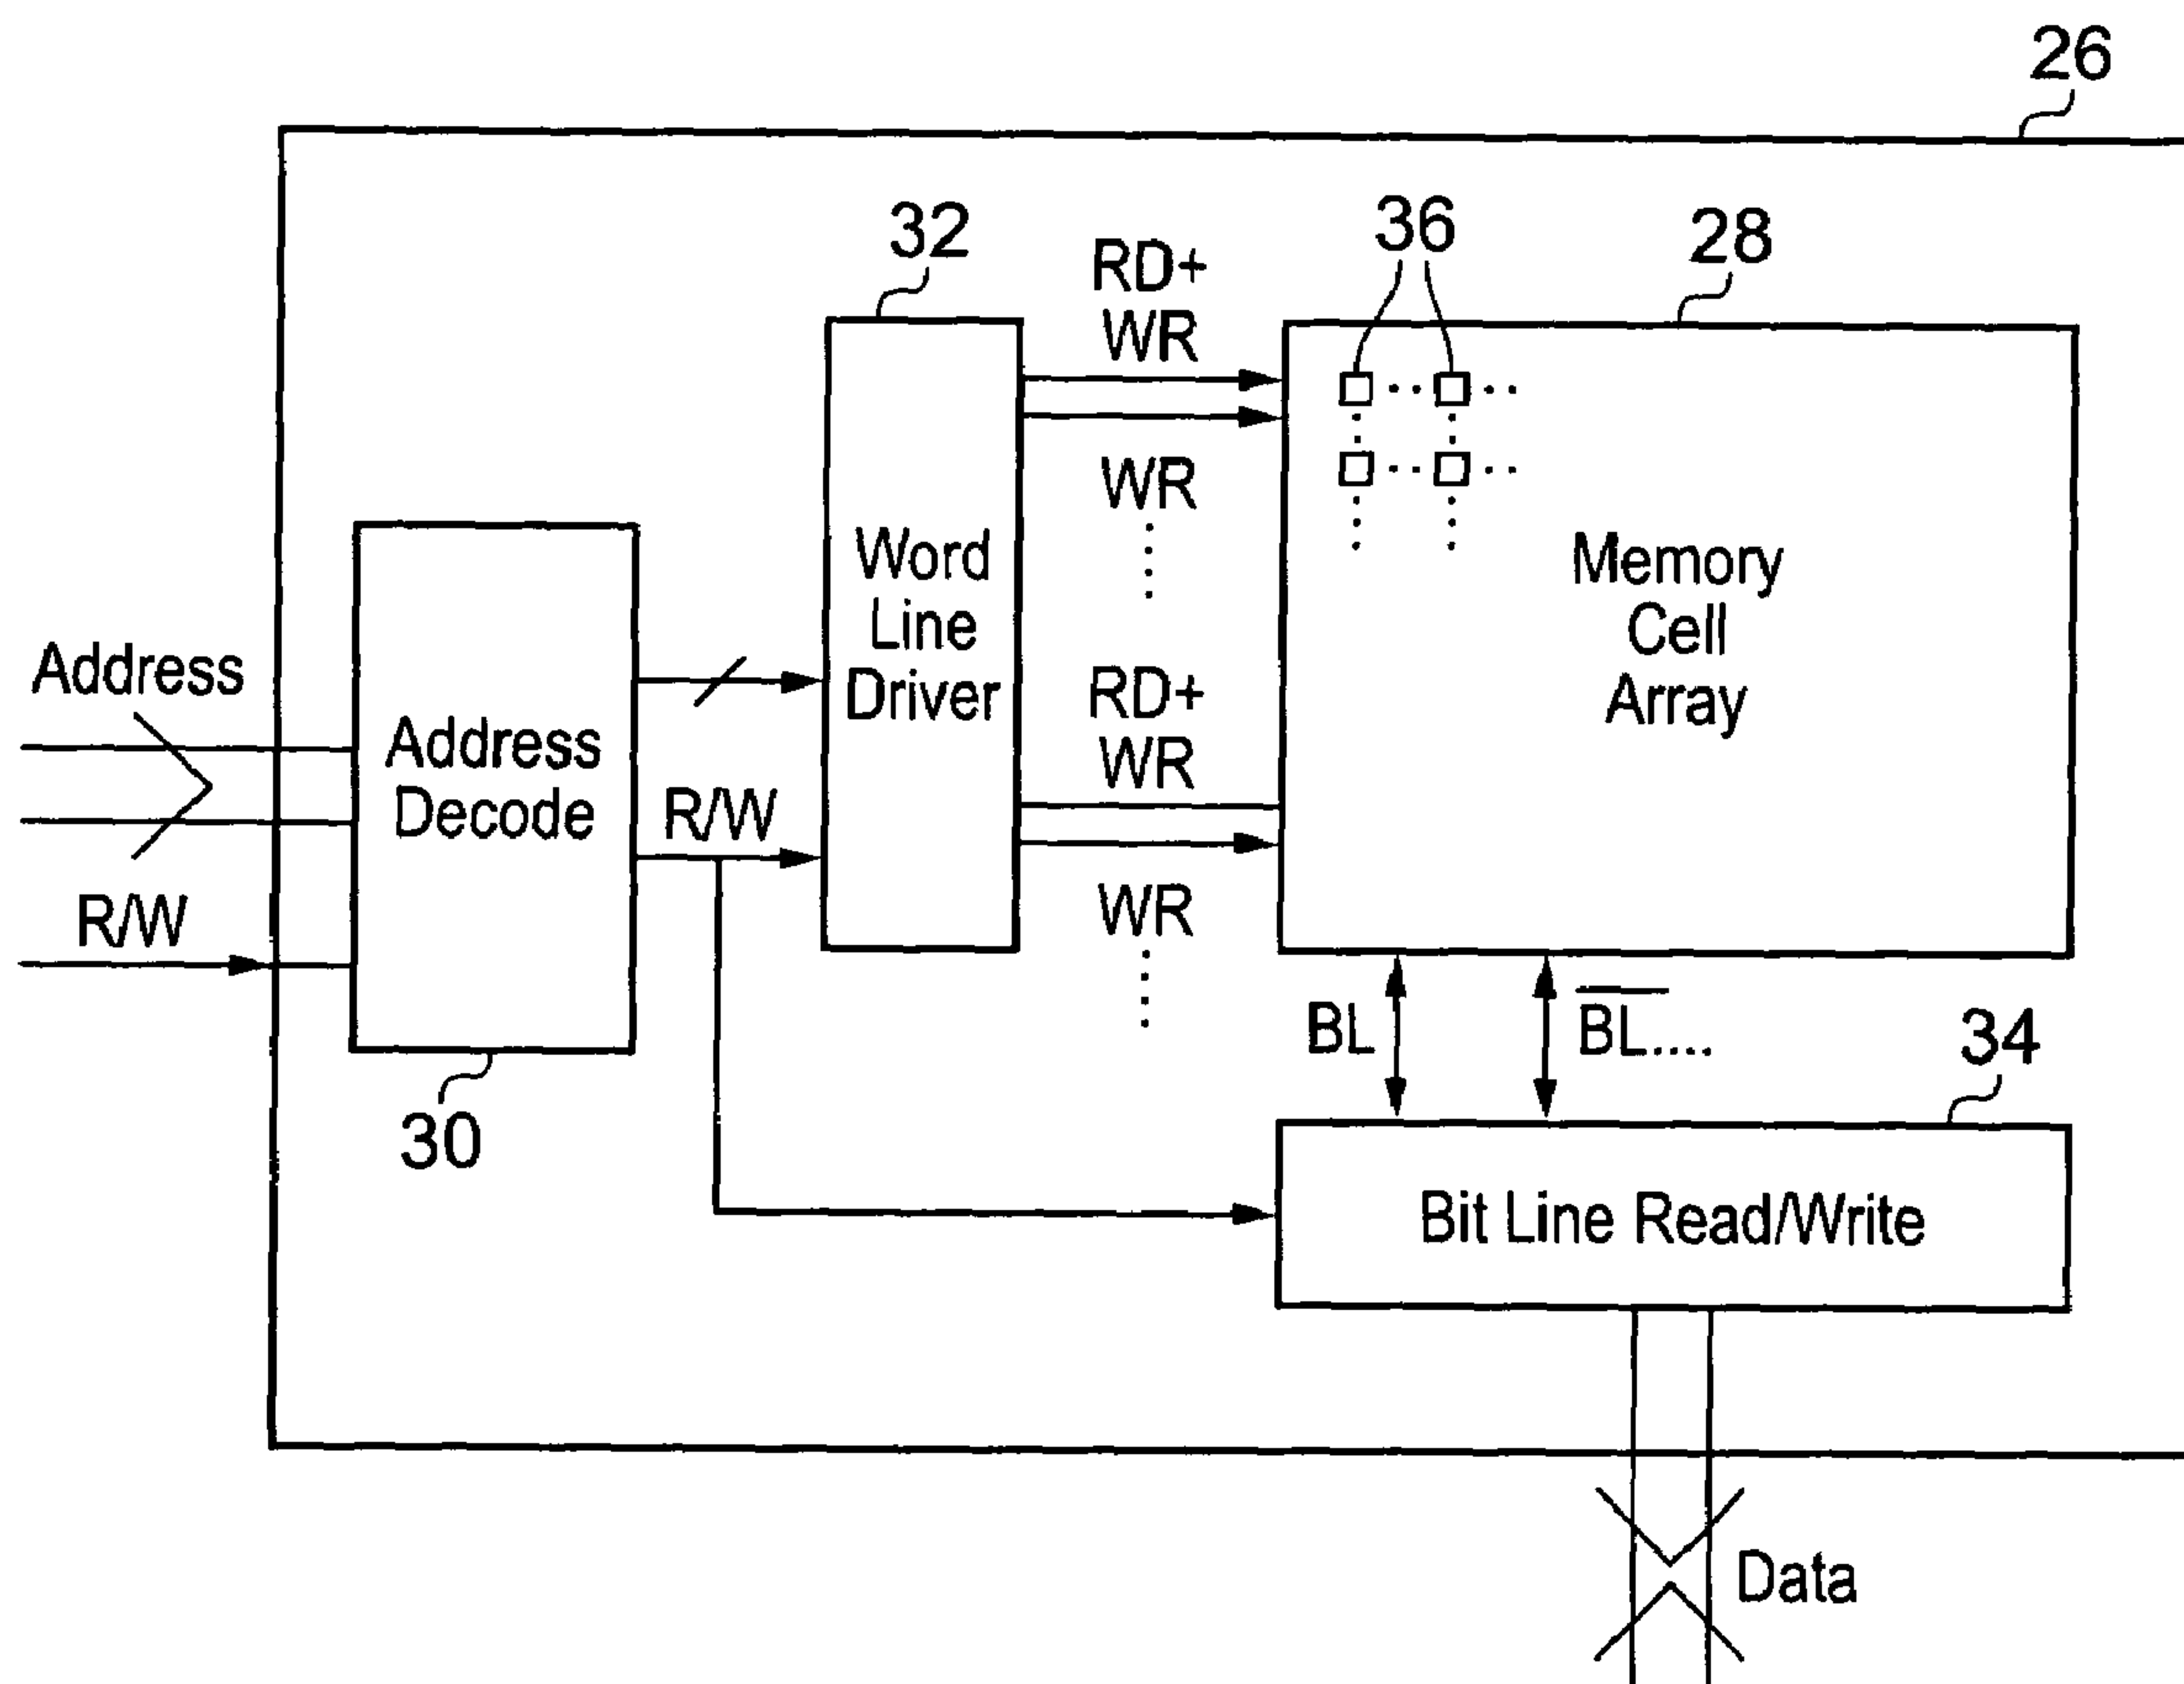 26
32
36
28
RD+
WR
WR
Word
Line
Driver
Memory
Cell
Array
Address
Address
Decode
R/W
RD+
WR
R/W
WR
BL
BL....
34
30
Bit Line Read/Write
Data